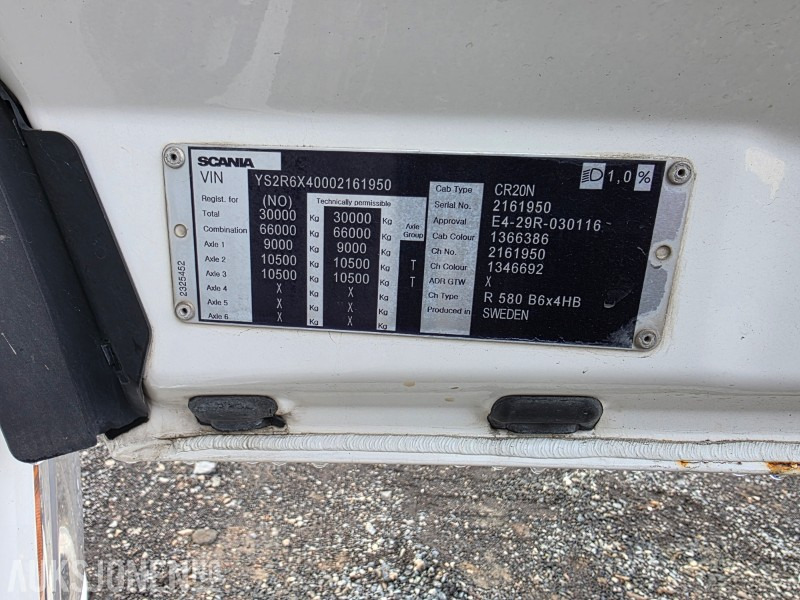 SCANIA
VIN YS2R6X40002161950
Regist. for (NO) Technically permissible
Total 30000 Kg 30000 Kg Axle Group
Combination 66000 Kg 66000 Kg
Axle 1 9000 Kg 9000 Kg
Axle 2 10500 Kg 10500 Kg T
Axle 3 10500 Kg 10500 Kg T
Axle 4 X Kg X Kg
Axle 5 X Kg X Kg
Axle 6 X Kg X Kg
2325452
Cab Type CR20N
Serial No. 2161950
Approval E4-29R-030116
Cab Colour 1366386
Ch No. 2161950
Ch Colour 1346692
ADR GTW X
Ch Type R 580 B6x4HB
Produced in SWEDEN
1,0 %
AUKSJONEN.NO